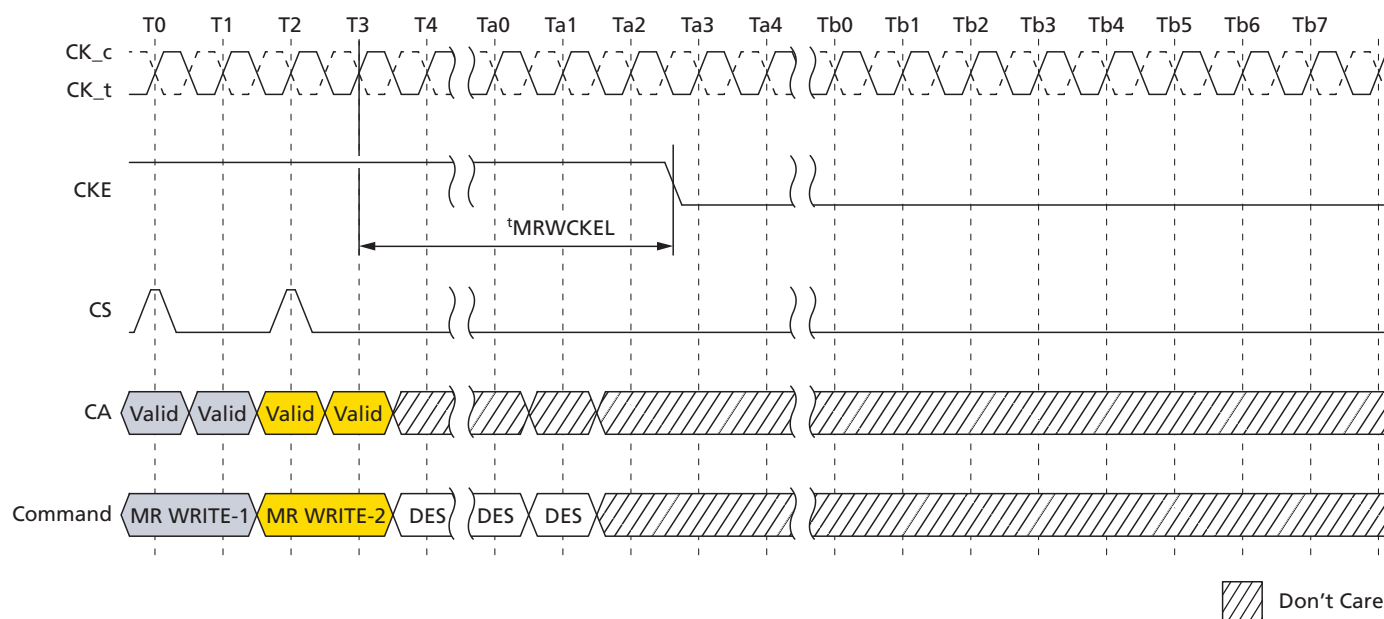 T0 T1 T2 T3 T4 Ta0 Ta1 Ta2 Ta3 Ta4 Tb0 Tb1 Tb2 Tb3 Tb4 Tb5 Tb6 Tb7
CK_c
CK_t
CKE
tMRWCKEL
CS
CA Valid Valid Valid Valid
Command MR WRITE-1 MR WRITE-2 DES DES DES
Don't Care